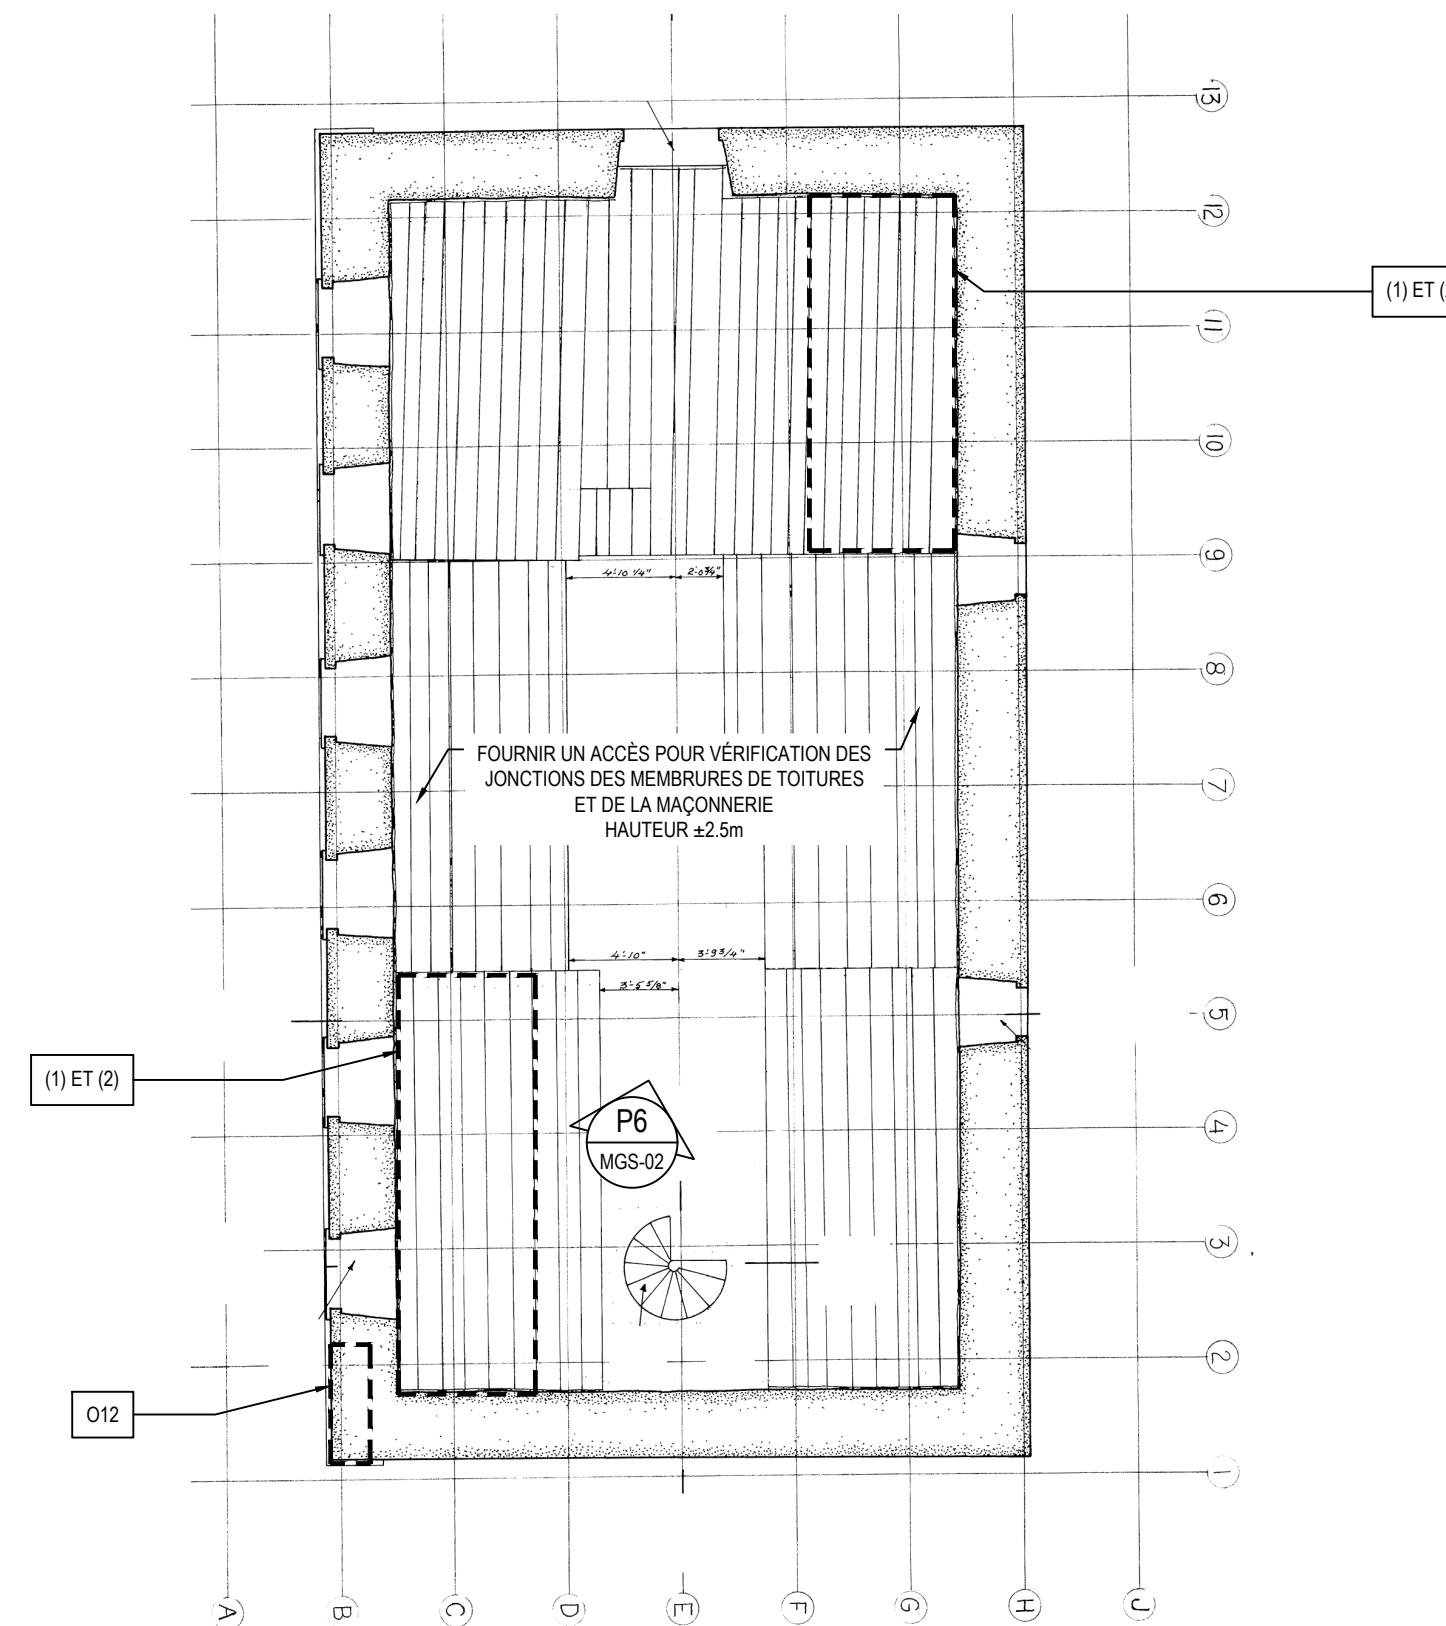 13
12
(1) ET (
11
10
9
4'-10 1/4" 2'-0 3/4"
8
FOURNIR UN ACCÈS POUR VÉRIFICATION DES
JONCTIONS DES MEMBRURES DE TOITURES
ET DE LA MAÇONNERIE
HAUTEUR ±2.5m
7
6
4'-10" 3'-9 3/4"
3'-5 5/8"
5
(1) ET (2)
P6
MGS-02
4
3
2
O12
1
A B C D E F G H J